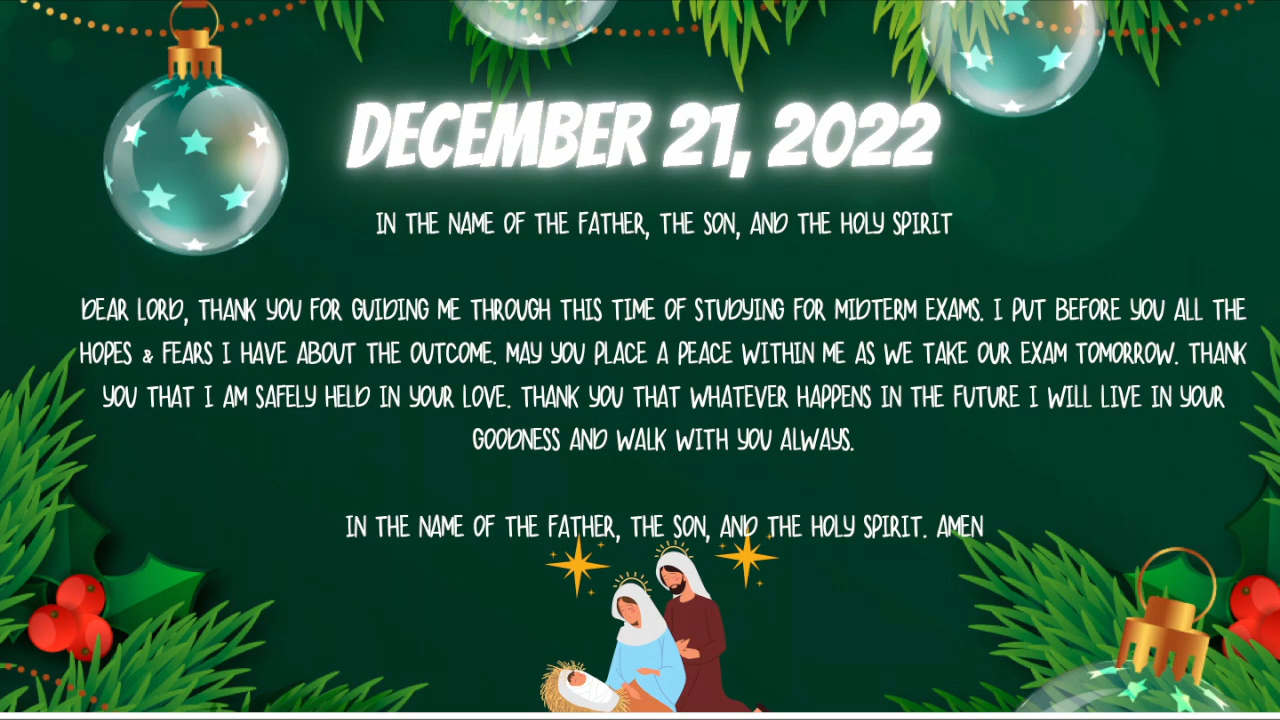 DECEMBER 21, 2022
IN THE NAME OF THE FATHER, THE SON, AND THE HOLY SPIRIT
DEAR LORD, THANK YOU FOR GUIDING ME THROUGH THIS TIME OF STUDYING FOR MIDTERM EXAMS. I PUT BEFORE YOU ALL THE
HOPES & FEARS I HAVE ABOUT THE OUTCOME. MAY YOU PLACE A PEACE WITHIN ME AS WE TAKE OUR EXAM TOMORROW. THANK
YOU THAT I AM SAFELY HELD IN YOUR LOVE. THANK YOU THAT WHATEVER HAPPENS IN THE FUTURE I WILL LIVE IN YOUR
GOODNESS AND WALK WITH YOU ALWAYS.
IN THE NAME OF THE FATHER, THE SON, AND THE HOLY SPIRIT. AMEN